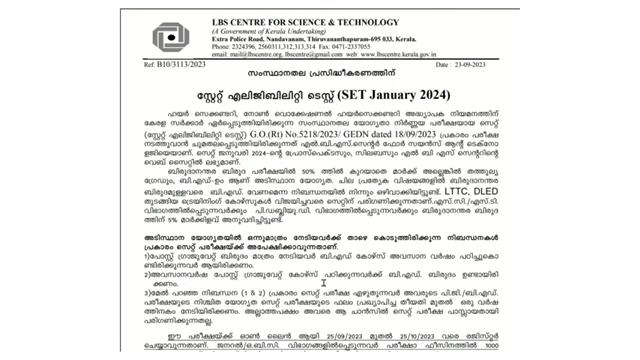 LBS CENTRE FOR SCIENCE & TECHNOLOGY
(A Government of Kerala Undertaking)
Extra Police Road, Nandavanam, Thiruvananthapuram-695 033, Kerala.
Phone: 2324396, 2560311,312,313,314 Fax: 0471-2337055
email: mail@lbscentre.org, lbscentre@gmail.com web: www.lbscentre.kerala.gov.in
Ref: B10/3113/2023 Date : 23-09-2023
സംസ്ഥാനതല പ്രസിദ്ധീകരണത്തിന്
സ്റ്റേറ്റ് എലിജിബിലിറ്റി ടെസ്റ്റ് (SET January 2024)
ഹയർ സെക്കണ്ടറി, നോൺ വൊക്കേഷണൽ ഹയർസെക്കണ്ടറി അദ്ധ്യാപക നിയമനത്തിന്
കേരള സർക്കാർ ഏർപ്പെടുത്തിയിരിക്കുന്ന സംസ്ഥാനതല യോഗ്യതാ നിർണ്ണയ പരീക്ഷയായ സെറ്റ്
(സ്റ്റേറ്റ് എലിജിബിലിറ്റി ടെസ്റ്റ്) G.O.(Rt) No.5218/2023/ GEDN dated 18/09/2023 പ്രകാരം പരീക്ഷ
നടത്തുവാൻ ചുമതലപ്പെടുത്തിയിരിക്കുന്നത് എൽ.ബി.എസ്.സെന്റർ ഫോർ സയൻസ് ആന്റ് ടെക്നോ
ളജിയെയാണ്. സെറ്റ് ജനുവരി 2024-ന്റെ പ്രോസ്പെക്ടസും, സിലബസും എൽ ബി എസ് സെന്ററിന്റെ
വെബ് സൈറ്റിൽ ലഭ്യമാണ്.
ബിരുദാനന്തര ബിരുദ പരീക്ഷയിൽ 50% ത്തിൽ കുറയാതെ മാർക്ക് അല്ലെങ്കിൽ തത്തുല്യ
ഗ്രേഡും, ബി.എഡ്-ഉം ആണ് അടിസ്ഥാന യോഗ്യത. ചില പ്രത്യേക വിഷയങ്ങളിൽ ബിരുദാനന്തര
ബിരുദമുള്ളവരെ ബി.എഡ്. വേണമെന്ന നിബന്ധനയിൽ നിന്നും ഒഴിവാക്കിയിട്ടുണ്ട്. LTTC, DLED
തുടങ്ങിയ ട്രെയിനിംഗ് കോഴ്സുകൾ വിജയിച്ചവരെ സെറ്റിന് പരിഗണിക്കുന്നതാണ്.എസ്.സി./എസ്.ടി.
വിഭാഗത്തിൽപ്പെടുന്നവർക്കും പി.ഡബ്ല്യു.ഡി. വിഭാഗത്തിൽപ്പെടുന്നവർക്കും ബിരുദാനന്തര ബിരുദ
ത്തിന് 5% മാർക്കിളവ് അനുവദിച്ചിട്ടുണ്ട്.
അടിസ്ഥാന യോഗ്യതയിൽ ഒന്നുമാത്രം നേടിയവർക്ക് താഴെ കൊടുത്തിരിക്കുന്ന നിബന്ധനകൾ
പ്രകാരം സെറ്റ് പരീക്ഷയ്ക്ക് അപേക്ഷിക്കാവുന്നതാണ്.
1)പോസ്റ്റ് ഗ്രാജുവേറ്റ് ബിരുദം മാത്രം നേടിയവർ ബി.എഡ് കോഴ്സ് അവസാന വർഷം പഠിച്ചുകൊ
ണ്ടിരിക്കുന്നവർ ആയിരിക്കണം.
2)അവസാനവർഷ പോസ്റ്റ് ഗ്രാജുവേറ്റ് കോഴ്സ് പഠിക്കുന്നവർക്ക് ബി.എഡ്. ബിരുദം ഉണ്ടായിരി
ക്കണം.
3)മേൽ പറഞ്ഞ നിബന്ധന (1 & 2) പ്രകാരം സെറ്റ് പരീക്ഷ എഴുതുന്നവർ അവരുടെ പി.ജി./ബി.എഡ്.
പരീക്ഷയുടെ നിശ്ചിത യോഗ്യത സെറ്റ് പരീക്ഷയുടെ ഫലം പ്രഖ്യാപിച്ച തീയതി മുതൽ ഒരു വർഷ
ത്തിനകം നേടിയിരിക്കണം. അല്ലാത്തപക്ഷം അവരെ ആ ചാൻസിൽ സെറ്റ് പരീക്ഷ പാസ്സായതായി
പരിഗണിക്കുന്നതല്ല.
ഈ പരീക്ഷയ്ക്ക് ഓൺ ലൈൻ ആയി 25/09/2023 മുതൽ 25/10/2023 വരെ രജിസ്റ്റർ
ചെയ്യാവുന്നതാണ്. ജനറൽ/ഒ.ബി.സി. വിഭാഗങ്ങളിൽപ്പെടുന്നവർ പരീക്ഷാ ഫീസിനത്തിൽ 1000